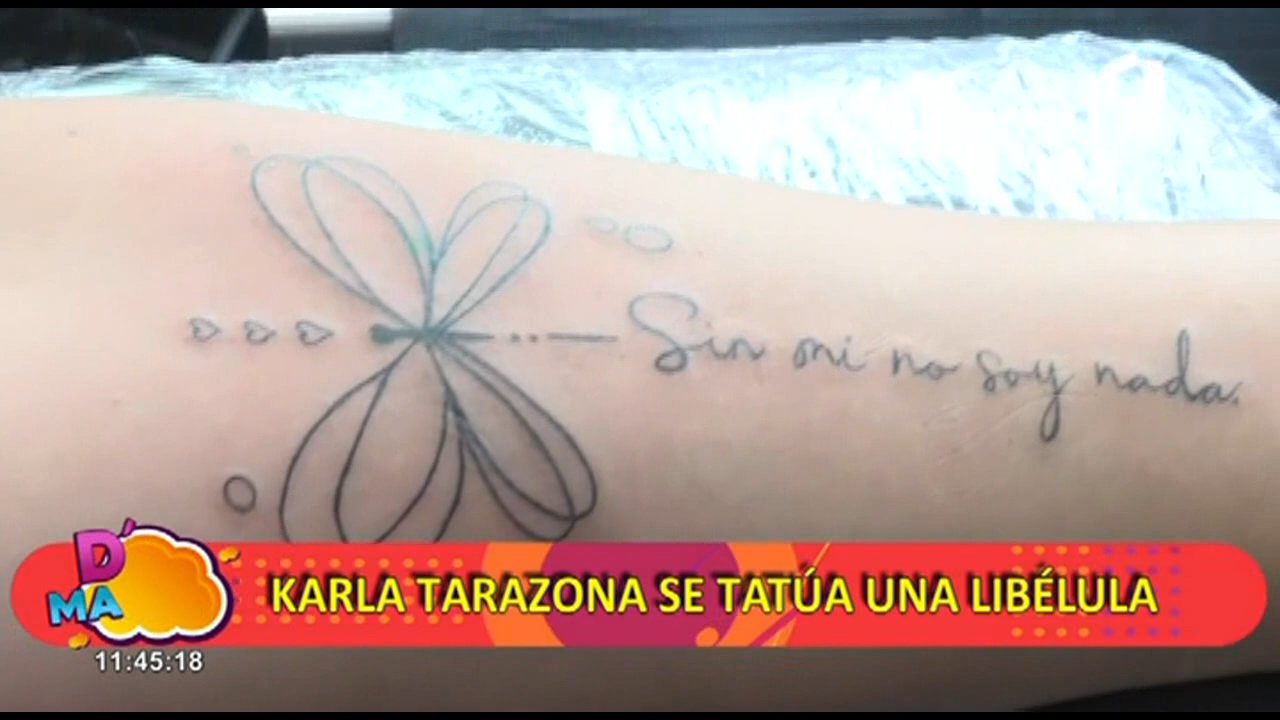 Sin mi no soy nada.
D'
MA
KARLA TARAZONA SE TATÚA UNA LIBÉLULA
11:45:18